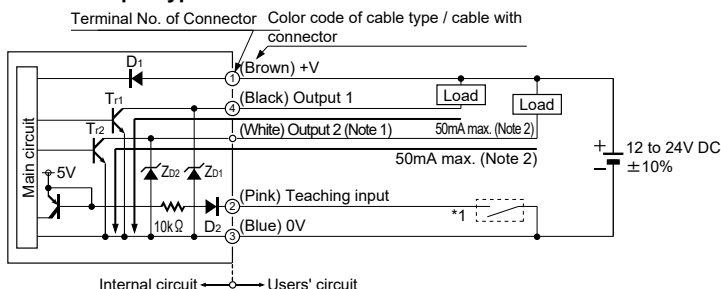 Terminal No. of Connector
Color code of cable type / cable with
connector
D1
1
(Brown) +V
Tr1
4
(Black) Output 1
Load
Load
Tr2
(White) Output 2 (Note 1)
50mA max. (Note 2)
50mA max. (Note 2)
Main circuit
5V
ZD2
ZD1
+
−
12 to 24V DC
±10%
10kΩ
D2
2
(Pink) Teaching input
*1
3
(Blue) 0V
Internal circuit
Users' circuit